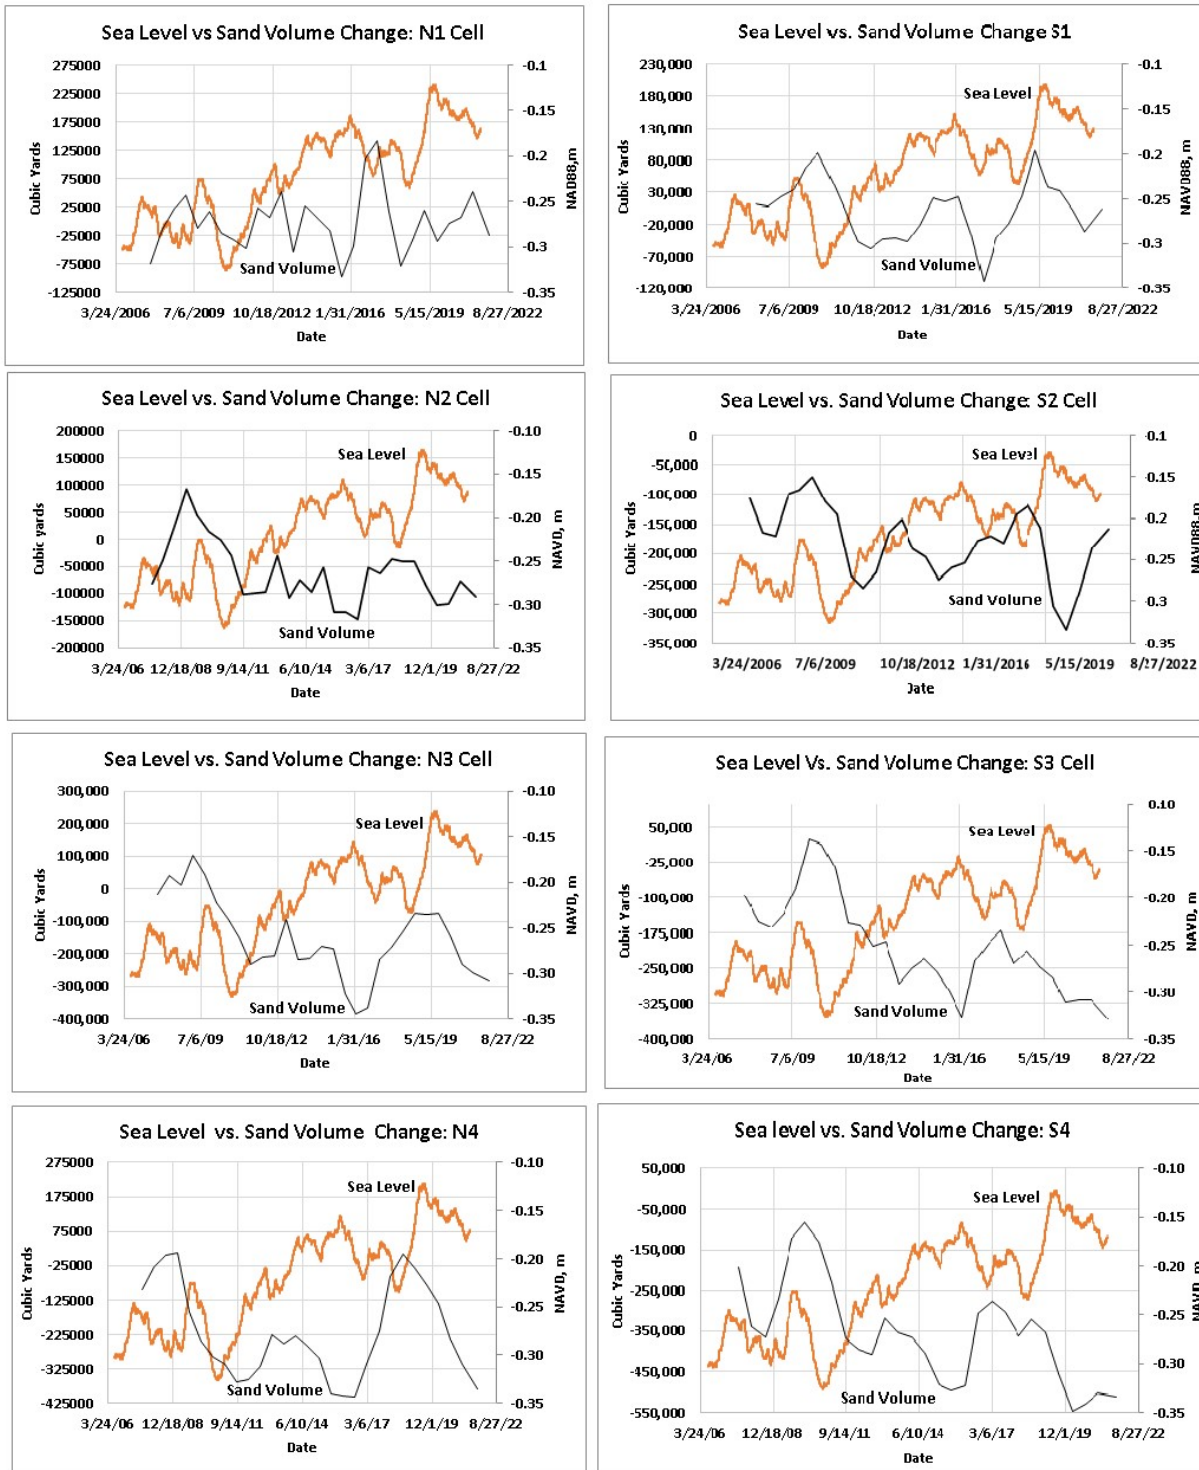 Sea Level vs Sand Volume Change: N1 Cell
275000
225000
175000
125000
75000
25000
-25000
-75000
-125000
Cubic Yards
-0.1
-0.15
-0.2
-0.25
-0.3
-0.35
NAD88,m
Sand Volume
3/24/2006 7/6/2009 10/18/2012 1/31/2016 5/15/2019 8/27/2022
Date
Sea Level vs. Sand Volume Change S1
230,000
180,000
130,000
80,000
30,000
-20,000
-70,000
-120,000
Cubic Yards
-0.1
-0.15
-0.2
-0.25
-0.3
-0.35
NAVD88, m
Sea Level
Sand Volume
3/24/2006 7/6/2009 10/18/2012 1/31/2016 5/15/2019 8/27/2022
Date
Sea Level vs. Sand Volume Change: N2 Cell
200000
150000
100000
50000
0
-50000
-100000
-150000
-200000
Cubic yards
-0.10
-0.15
-0.20
-0.25
-0.30
-0.35
NAVD, m
Sea Level
Sand Volume
3/24/06 12/18/08 9/14/11 6/10/14 3/6/17 12/1/19 8/27/22
Date
Sea Level vs. Sand Volume Change: S2 Cell
0
-50,000
-100,000
-150,000
-200,000
-250,000
-300,000
-350,000
Cubic Yards
-0.1
-0.15
-0.2
-0.25
-0.3
-0.35
NAVD88, m
Sea Level
Sand Volume
3/24/2006 7/6/2009 10/18/2012 1/31/2016 5/15/2019 8/27/2022
Date
Sea Level vs. Sand Volume Change: N3 Cell
300,000
200,000
100,000
0
-100,000
-200,000
-300,000
-400,000
Cubic Yards
-0.10
-0.15
-0.20
-0.25
-0.30
-0.35
NAVD, m
Sea Level
Sand Volume
3/24/06 7/6/09 10/18/12 1/31/16 5/15/19 8/27/22
Date
Sea Level Vs. Sand Volume Change: S3 Cell
50,000
-25,000
-100,000
-175,000
-250,000
-325,000
-400,000
Cubic Yards
-0.10
-0.15
-0.20
-0.25
-0.30
-0.35
NAVD, m
Sea Level
Sand Volume
3/24/06 7/6/09 10/18/12 1/31/16 5/15/19 8/27/22
Date
Sea Level vs. Sand Volume Change: N4
275000
175000
75000
-25000
-125000
-225000
-325000
-425000
Cubic Yards
-0.10
-0.15
-0.20
-0.25
-0.30
-0.35
NAVD, m
Sea Level
Sand Volume
3/24/06 12/18/08 9/14/11 6/10/14 3/6/17 12/1/19 8/27/22
Date
Sea level vs. Sand Volume Change: S4
50,000
-50,000
-150,000
-250,000
-350,000
-450,000
-550,000
Cubic Yards
-0.10
-0.15
-0.20
-0.25
-0.30
-0.35
NAVD, m
Sea Level
Sand Volume
3/24/06 12/18/08 9/14/11 6/10/14 3/6/17 12/1/19 8/27/22
Date